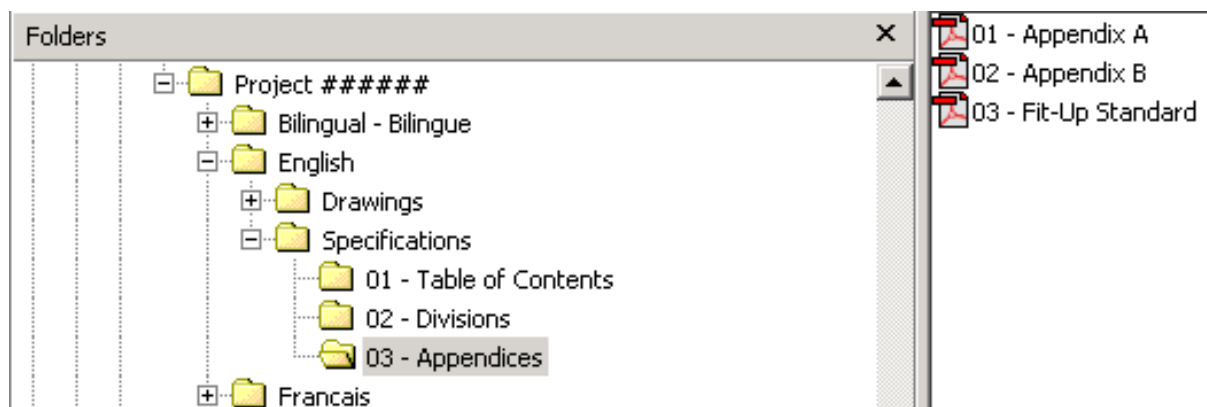 Folders
Project ######
Bilingual - Bilingue
English
Drawings
Specifications
01 - Table of Contents
02 - Divisions
03 - Appendices
Francais
01 - Appendix A
02 - Appendix B
03 - Fit-Up Standard